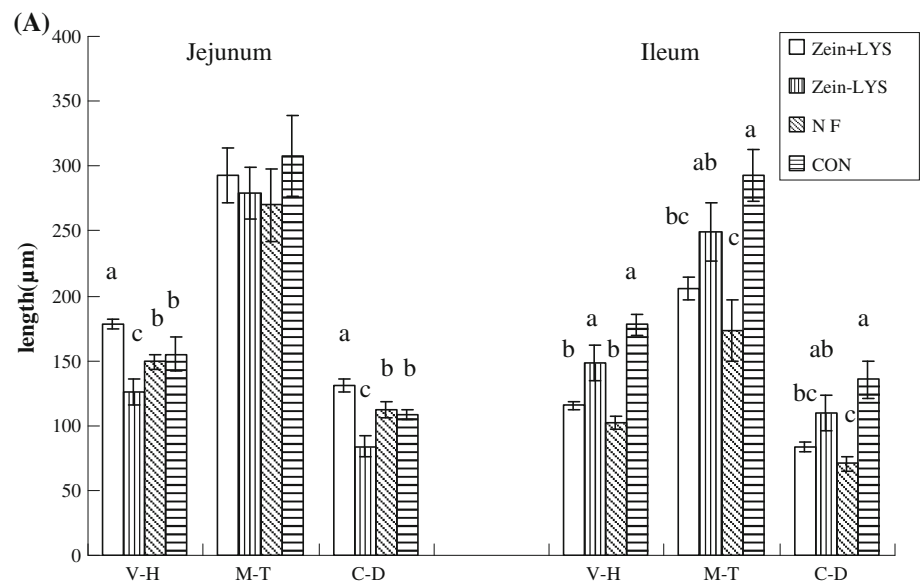 (A)
400
350
300
250
200
150
100
50
0
length(μm)
Jejunum
Ileum
Zein+LYS
Zein-LYS
N F
CON
a
c
b
b
a
c
b
b
b
a
b
a
bc
ab
c
a
bc
ab
c
a
V-H
M-T
C-D
V-H
M-T
C-D